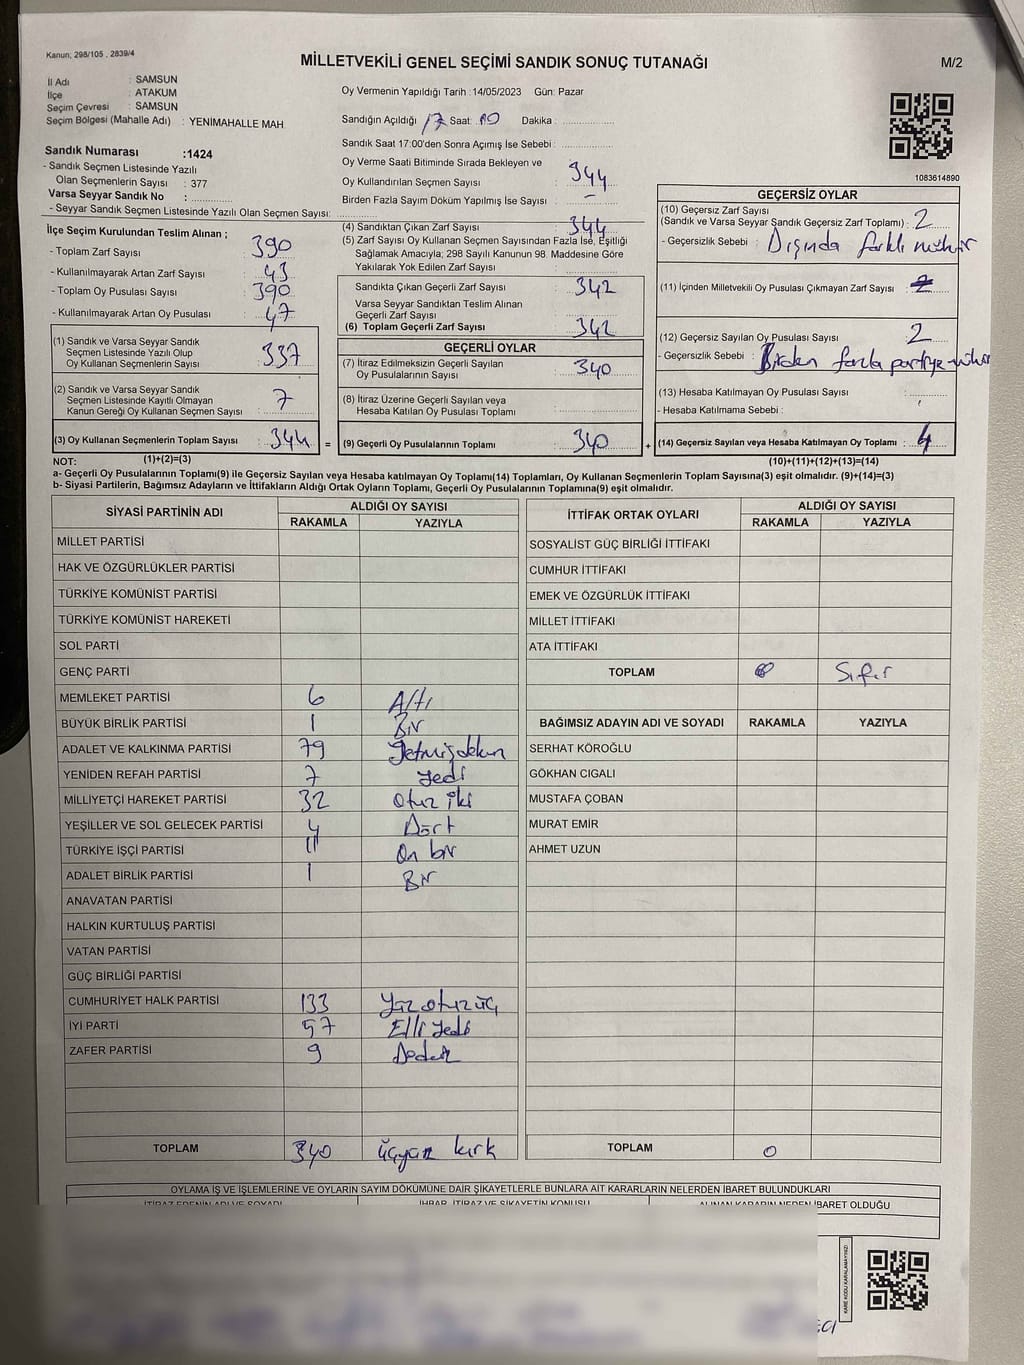 Kanun; 298/105 , 2839/4
MİLLETVEKİLİ GENEL SEÇİMİ SANDIK SONUÇ TUTANAĞI
M/2
İl Adı : SAMSUN
İlçe : ATAKUM
Seçim Çevresi : SAMSUN
Seçim Bölgesi (Mahalle Adı) : YENİMAHALLE MAH
Oy Vermenin Yapıldığı Tarih :14/05/2023 Gün: Pazar
Sandığın Açıldığı 17 Saat: 10 Dakika :
Sandık Saat 17:00'den Sonra Açımış İse Sebebi :
Oy Verme Saati Bitiminde Sırada Bekleyen ve
Oy Kullandırılan Seçmen Sayısı 344
Birden Fazla Sayım Döküm Yapılmış İse Sayısı : -
1083614890
Sandık Numarası :1424
- Sandık Seçmen Listesinde Yazılı
Olan Seçmenlerin Sayısı : 377
Varsa Seyyar Sandık No :
- Seyyar Sandık Seçmen Listesinde Yazılı Olan Seçmen Sayısı:
İlçe Seçim Kurulundan Teslim Alınan ;
- Toplam Zarf Sayısı : 390
- Kullanılmayarak Artan Zarf Sayısı : 43
- Toplam Oy Pusulası Sayısı : 390
- Kullanılmayarak Artan Oy Pusulası : 47
(1) Sandık ve Varsa Seyyar Sandık
Seçmen Listesinde Yazılı Olup
Oy Kullanan Seçmenlerin Sayısı : 337
(2) Sandık ve Varsa Seyyar Sandık
Seçmen Listesinde Kayıtlı Olmayan
Kanun Gereği Oy Kullanan Seçmen Sayısı : 7
(3) Oy Kullanan Seçmenlerin Toplam Sayısı : 344 =
(4) Sandıktan Çıkan Zarf Sayısı : 344
(5) Zarf Sayısı Oy Kullanan Seçmen Sayısından Fazla İse, Eşitliği
Sağlamak Amacıyla; 298 Sayılı Kanunun 98. Maddesine Göre
Yakılarak Yok Edilen Zarf Sayısı :
Sandıkta Çıkan Geçerli Zarf Sayısı : 342
Varsa Seyyar Sandıktan Teslim Alınan
Geçerli Zarf Sayısı :
(6) Toplam Geçerli Zarf Sayısı : 342
GEÇERLİ OYLAR
(7) İtiraz Edilmeksizin Geçerli Sayılan
Oy Pusulalarının Sayısı : 340
(8) İtiraz Üzerine Geçerli Sayılan veya
Hesaba Katılan Oy Pusulası Toplamı :
(9) Geçerli Oy Pusulalarının Toplamı : 340 +
GEÇERSİZ OYLAR
(10) Geçersiz Zarf Sayısı
(Sandık ve Varsa Seyyar Sandık Geçersiz Zarf Toplamı) : 2
- Geçersizlik Sebebi : Dışında farklı mühür
(11) İçinden Milletvekili Oy Pusulası Çıkmayan Zarf Sayısı :
(12) Geçersiz Sayılan Oy Pusulası Sayısı : 2
- Geçersizlik Sebebi : Birden fazla partiye mühür
(13) Hesaba Katılmayan Oy Pusulası Sayısı :
- Hesaba Katılmama Sebebi :
(14) Geçersiz Sayılan veya Hesaba Katılmayan Oy Toplamı : 4
NOT: (1)+(2)=(3)
(10)+(11)+(12)+(13)=(14)
a- Geçerli Oy Pusulalarının Toplamı(9) ile Geçersiz Sayılan veya Hesaba katılmayan Oy Toplamı(14) Toplamları, Oy Kullanan Seçmenlerin Toplam Sayısına(3) eşit olmalıdır. (9)+(14)=(3)
b- Siyasi Partilerin, Bağımsız Adayların ve İttifakların Aldığı Ortak Oyların Toplamı, Geçerli Oy Pusulalarının Toplamına(9) eşit olmalıdır.
SİYASİ PARTİNİN ADI
ALDIĞI OY SAYISI
RAKAMLA YAZIYLA
MİLLET PARTİSİ
HAK VE ÖZGÜRLÜKLER PARTİSİ
TÜRKİYE KOMÜNİST PARTİSİ
TÜRKİYE KOMÜNİST HAREKETİ
SOL PARTİ
GENÇ PARTİ
MEMLEKET PARTİSİ 6 Altı
BÜYÜK BİRLİK PARTİSİ 1 Bir
ADALET VE KALKINMA PARTİSİ 79 Yetmişdokuz
YENİDEN REFAH PARTİSİ 7 Yedi
MİLLİYETÇİ HAREKET PARTİSİ 32 Otuz iki
YEŞİLLER VE SOL GELECEK PARTİSİ 4 Dört
TÜRKİYE İŞÇİ PARTİSİ 11 On bir
ADALET BİRLİK PARTİSİ 1 Bir
ANAVATAN PARTİSİ
HALKIN KURTULUŞ PARTİSİ
VATAN PARTİSİ
GÜÇ BİRLİĞİ PARTİSİ
CUMHURİYET HALK PARTİSİ 133 Yüz otuz üç
İYİ PARTİ 57 Elli Yedi
ZAFER PARTİSİ 9 Dokuz
TOPLAM 340 üçyüz kırk
İTTİFAK ORTAK OYLARI
ALDIĞI OY SAYISI
RAKAMLA YAZIYLA
SOSYALİST GÜÇ BİRLİĞİ İTTİFAKI
CUMHUR İTTİFAKI
EMEK VE ÖZGÜRLÜK İTTİFAKI
MİLLET İTTİFAKI
ATA İTTİFAKI
TOPLAM 0 Sıfır
BAĞIMSIZ ADAYIN ADI VE SOYADI RAKAMLA YAZIYLA
SERHAT KÖROĞLU
GÖKHAN CIGALI
MUSTAFA ÇOBAN
MURAT EMİR
AHMET UZUN
TOPLAM 0
OYLAMA İŞ VE İŞLEMLERİNE VE OYLARIN SAYIM DÖKÜMÜNE DAİR ŞİKAYETLERLE BUNLARA AİT KARARLARIN NELERDEN İBARET BULUNDUKLARI
İTİRAZ EDENİN ADI VE SOYADI İHBAR, İTİRAZ VE ŞİKAYETİN KONUSU ALINAN KARARIN NEDEN İBARET OLDUĞU
KARE KODU KARALAMAYINIZ!